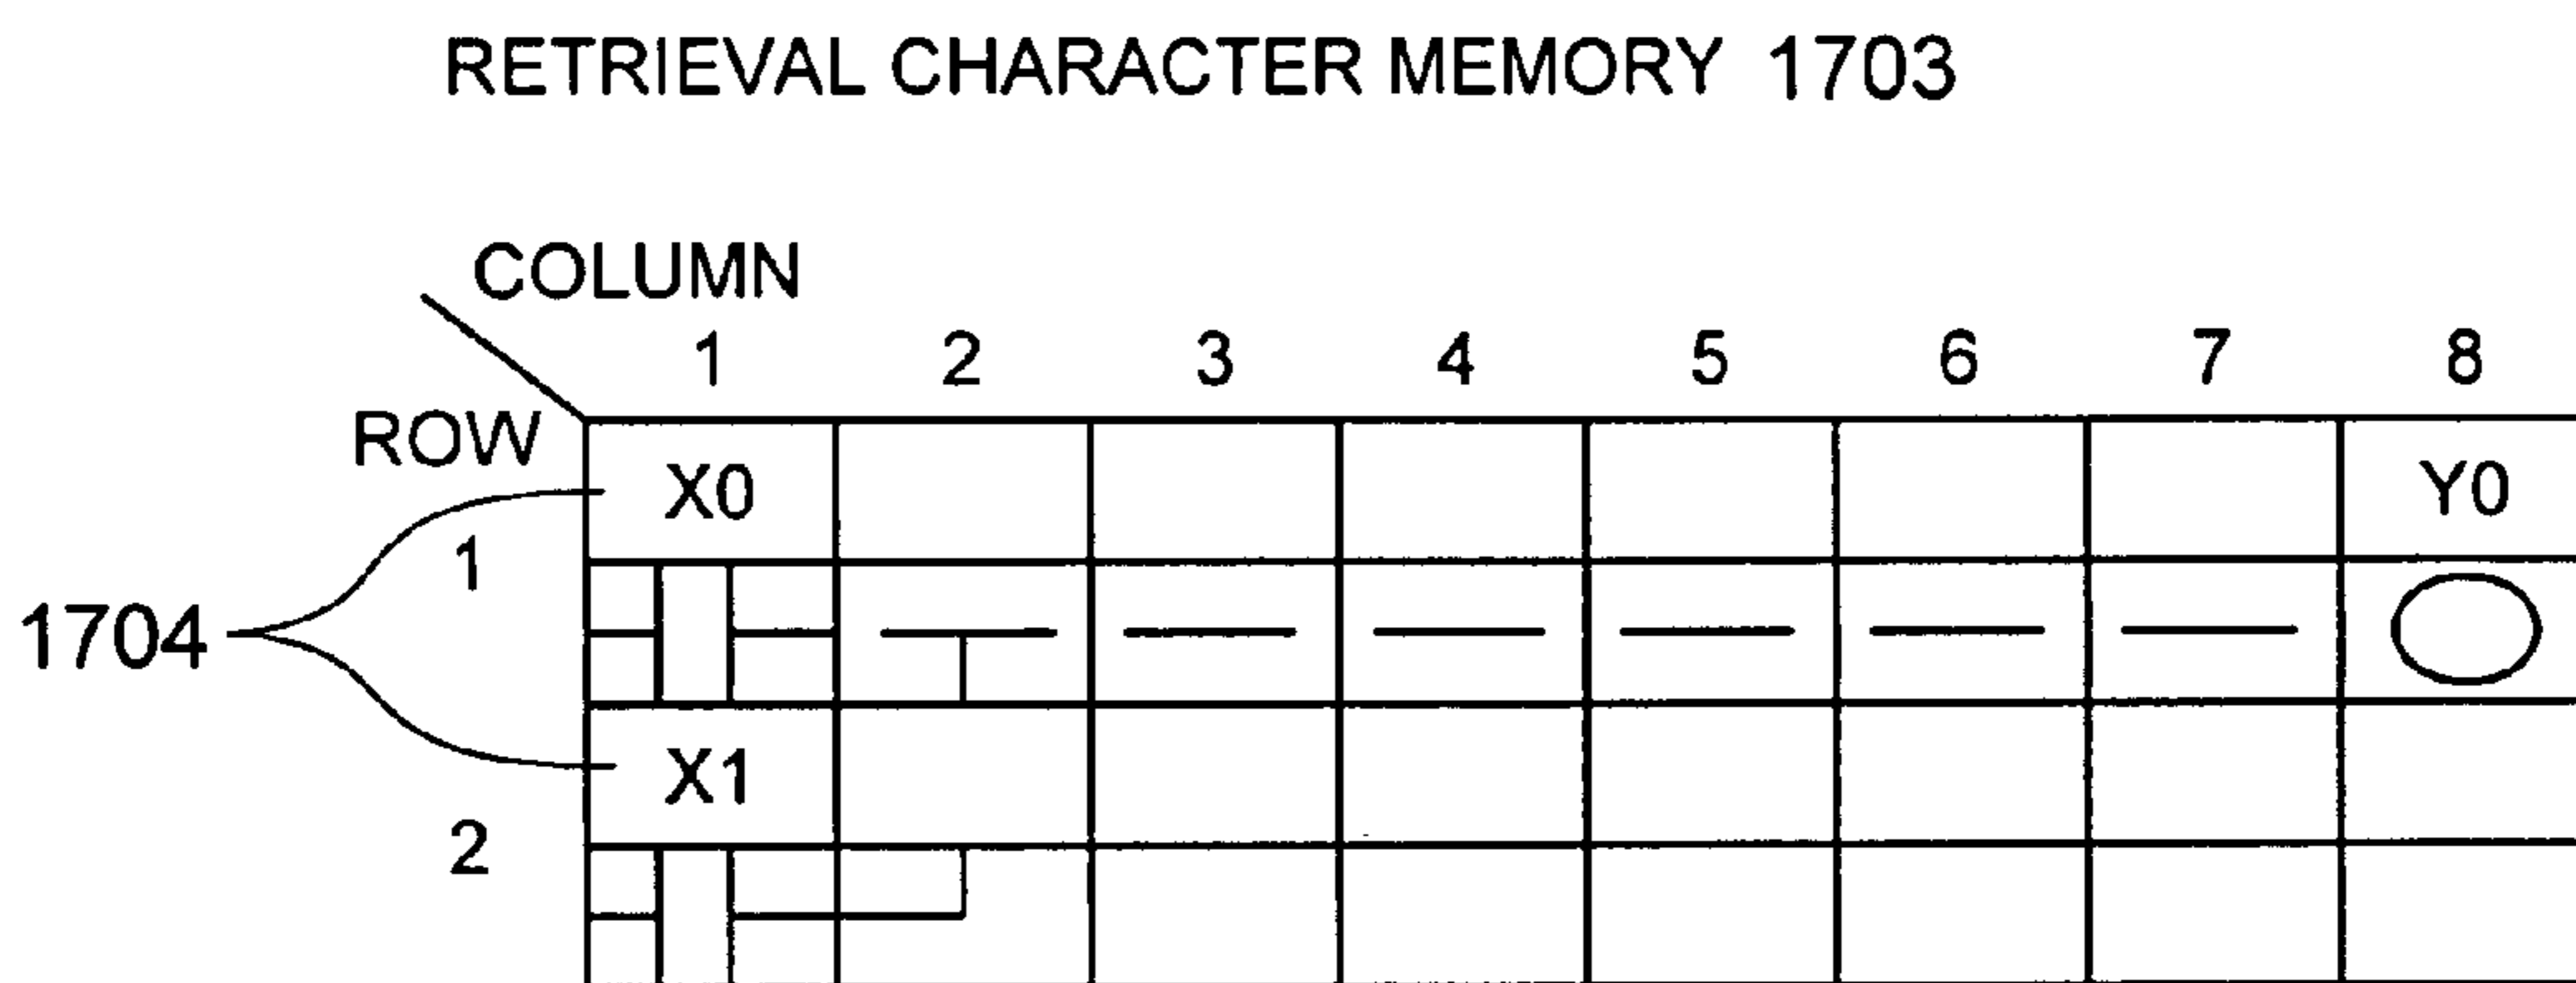 RETRIEVAL CHARACTER MEMORY 1703
COLUMN
1 2 3 4 5 6 7 8
ROW
X0 Y0
1
1704
X1
2